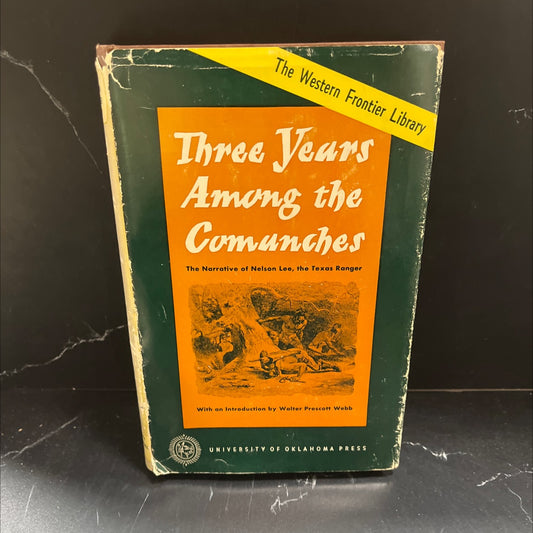 The Western Frontier Library
Three Years
Among the
Comanches
The Narrative of Nelson Lee, the Texas Ranger
With an Introduction by Walter Prescott Webb
UNIVERSITY OF OKLAHOMA PRESS